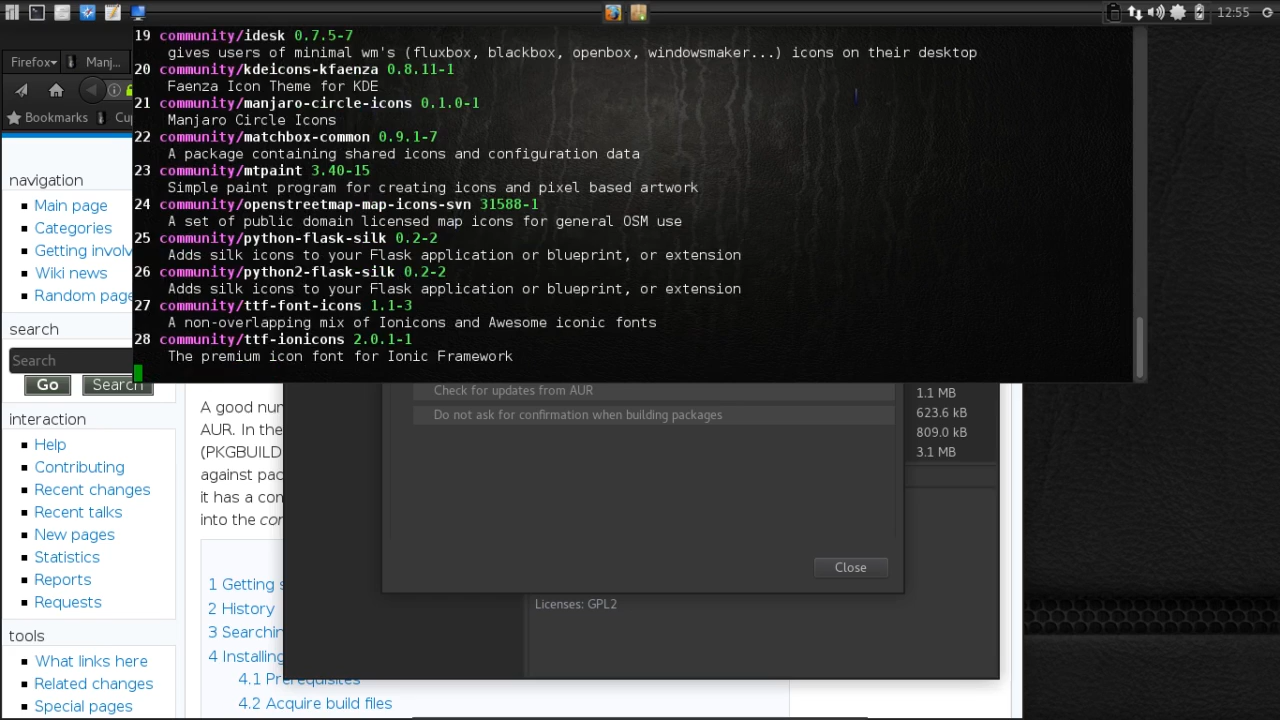 12:55
19 community/idesk 0.7.5-7
gives users of minimal wm's (fluxbox, blackbox, openbox, windowsmaker...) icons on their desktop
20 community/kdeicons-kfaenza 0.8.11-1
Faenza Icon Theme for KDE
21 community/manjaro-circle-icons 0.1.0-1
Manjaro Circle Icons
22 community/matchbox-common 0.9.1-7
A package containing shared icons and configuration data
23 community/mtpaint 3.40-15
Simple paint program for creating icons and pixel based artwork
24 community/openstreetmap-map-icons-svn 31588-1
A set of public domain licensed map icons for general OSM use
25 community/python-flask-silk 0.2-2
Adds silk icons to your Flask application or blueprint, or extension
26 community/python2-flask-silk 0.2-2
Adds silk icons to your Flask application or blueprint, or extension
27 community/ttf-font-icons 1.1-3
A non-overlapping mix of Ionicons and Awesome iconic fonts
28 community/ttf-ionicons 2.0.1-1
The premium icon font for Ionic Framework
Firefox
Manj...
Bookmarks
Cup
navigation
Main page
Categories
Getting involv
Wiki news
Random page
search
Search
Go
Search
interaction
Help
Contributing
Recent changes
Recent talks
New pages
Statistics
Reports
Requests
tools
What links here
Related changes
Special pages
A good num
AUR. In the
(PKGBUILD
against pac
it has a con
into the co
1 Getting s
2 History
3 Searchin
4 Installing
4.1 Prerequisites
4.2 Acquire build files
Check for updates from AUR
Do not ask for confirmation when building packages
Close
1.1 MB
623.6 kB
809.0 kB
3.1 MB
Licenses: GPL2